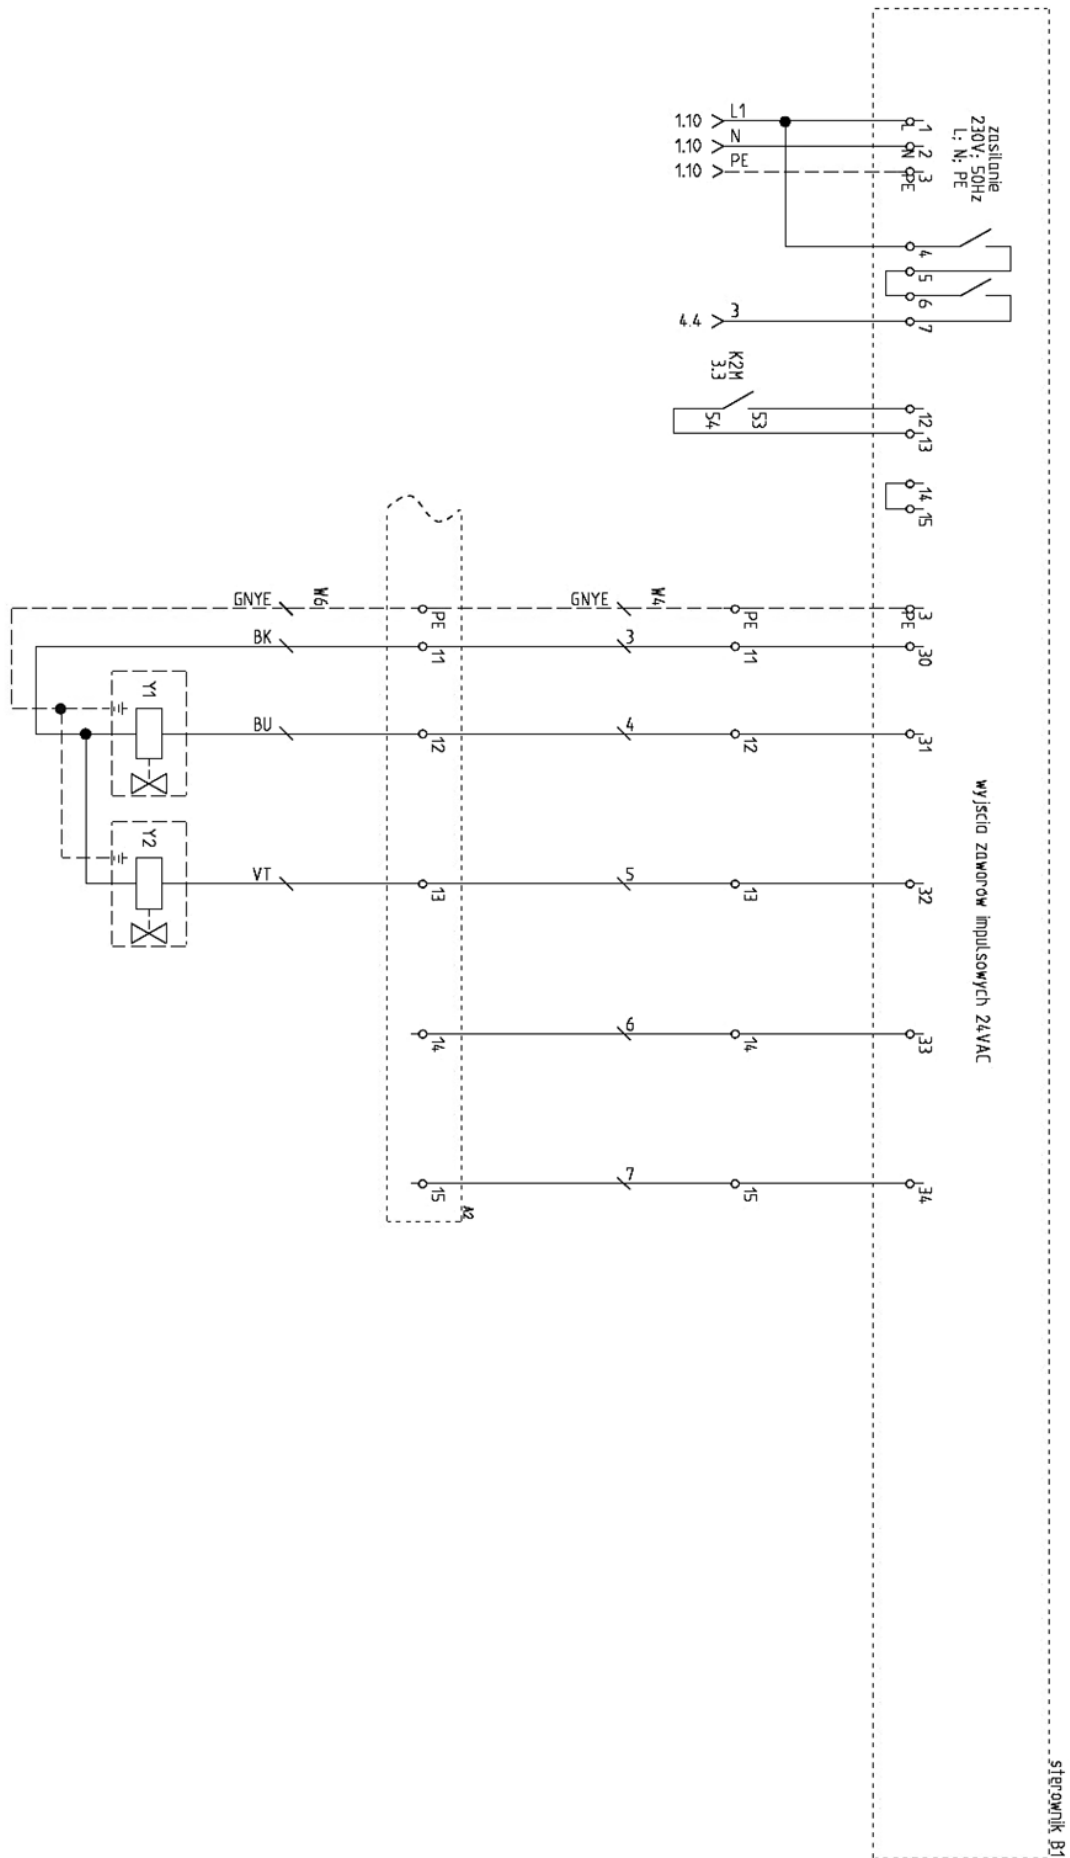 sterownik B1
zasilanie
230V; 50Hz
L; N; PE
1.10
L1
1
L
1.10
N
2
N
1.10
PE
3
PE
4
5
6
4.4
3
7
K2M
3.3
54
53
12
13
14
15
GNYE
W6
PE
GNYE
W4
PE
3
PE
BK
11
3
11
30
Y1
BU
12
4
12
31
wyjscia zaworów impulsowych 24VAC
Y2
VT
13
5
13
32
14
6
14
33
15
7
15
34
A2